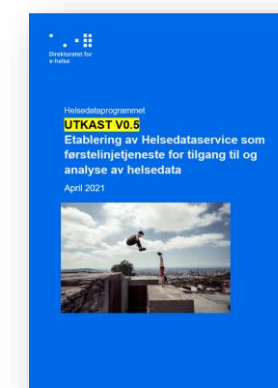 Direktoratet for
e-helse
Helsedataprogrammet
UTKAST V0.5
Etablering av Helsedataservice som
førstelinjetjeneste for tilgang til og
analyse av helsedata
April 2021